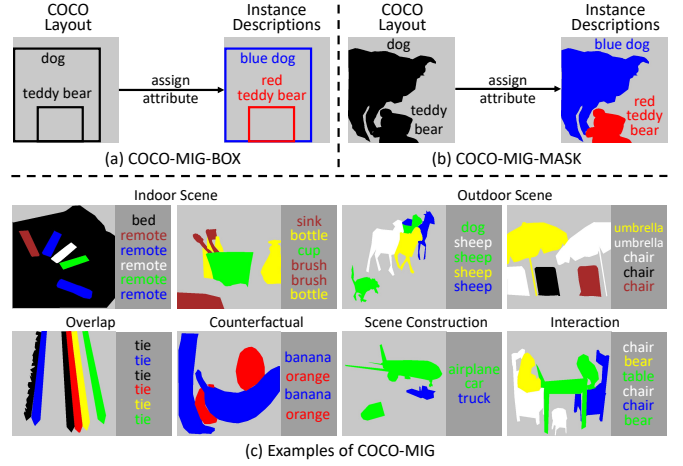 COCO
Layout
Instance
Descriptions
dog
teddy bear
assign
attribute
blue dog
red
teddy bear
(a) COCO-MIG-BOX
COCO
Layout
Instance
Descriptions
dog
teddy
bear
assign
attribute
blue dog
red
teddy
bear
(b) COCO-MIG-MASK
Indoor Scene
bed
remote
remote
remote
remote
remote
sink
bottle
cup
brush
brush
bottle
Outdoor Scene
dog
sheep
sheep
sheep
sheep
umbrella
umbrella
chair
chair
chair
Overlap
tie
tie
tie
tie
tie
tie
Counterfactual
banana
orange
banana
orange
Scene Construction
airplane
car
truck
Interaction
chair
bear
table
chair
chair
bear
(c) Examples of COCO-MIG